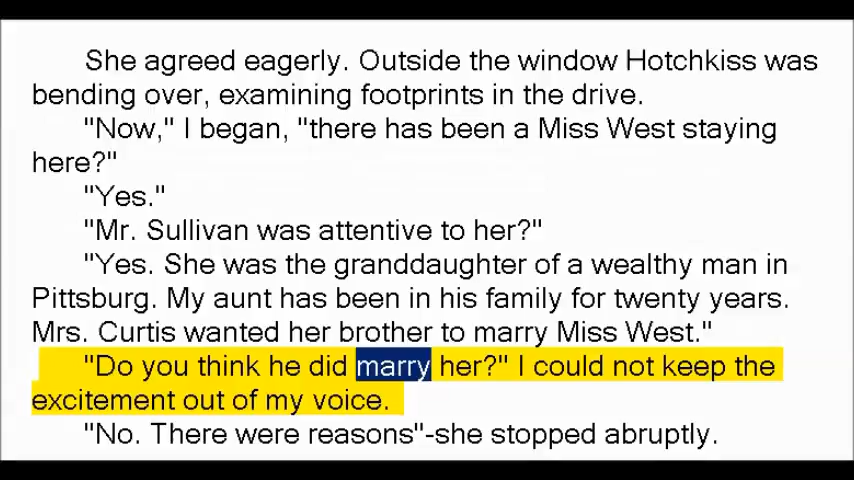 She agreed eagerly. Outside the window Hotchkiss was
bending over, examining footprints in the drive.
"Now," I began, "there has been a Miss West staying
here?"
"Yes."
"Mr. Sullivan was attentive to her?"
"Yes. She was the granddaughter of a wealthy man in
Pittsburg. My aunt has been in his family for twenty years.
Mrs. Curtis wanted her brother to marry Miss West."
"Do you think he did marry her?" I could not keep the
excitement out of my voice.
"No. There were reasons"-she stopped abruptly.